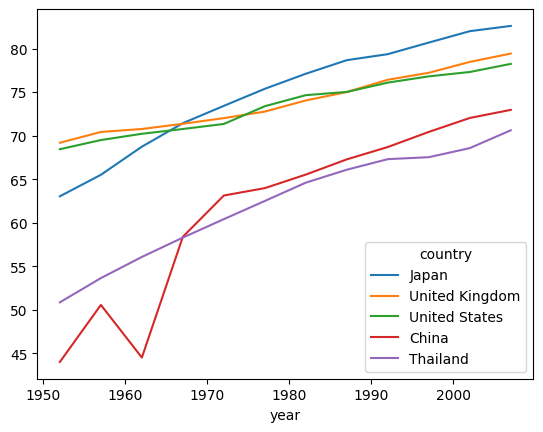 80
75
70
65
60
55
50
45
1950 1960 1970 1980 1990 2000
year
country
Japan
United Kingdom
United States
China
Thailand